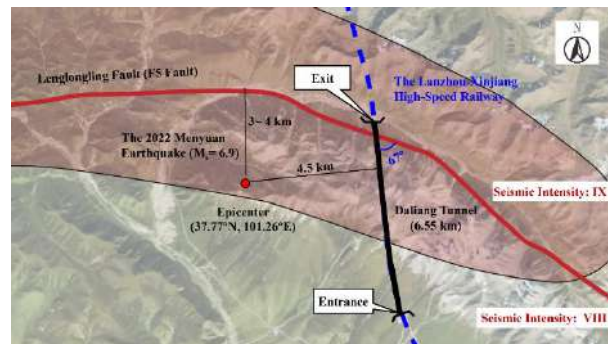 N
Lenglongling Fault (F5 Fault)
Exit
The Lanzhou-Xinjiang
High-Speed Railway
3~ 4 km
The 2022 Menyuan
Earthquake (Ms= 6.9)
67°
4.5 km
Seismic Intensity: IX
Daliang Tunnel
(6.55 km)
Epicenter
(37.77°N, 101.26°E)
Entrance
Seismic Intensity: VIII